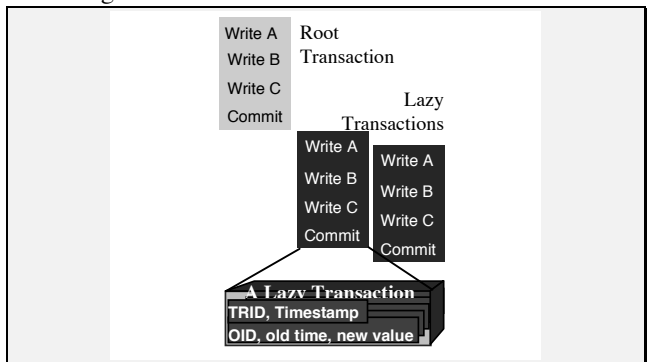 Write A
Write B
Write C
Commit
Root
Transaction
Lazy
Transactions
Write A
Write B
Write C
Commit
Write A
Write B
Write C
Commit
A Lazy Transaction
TRID, Timestamp
OID, old time, new value